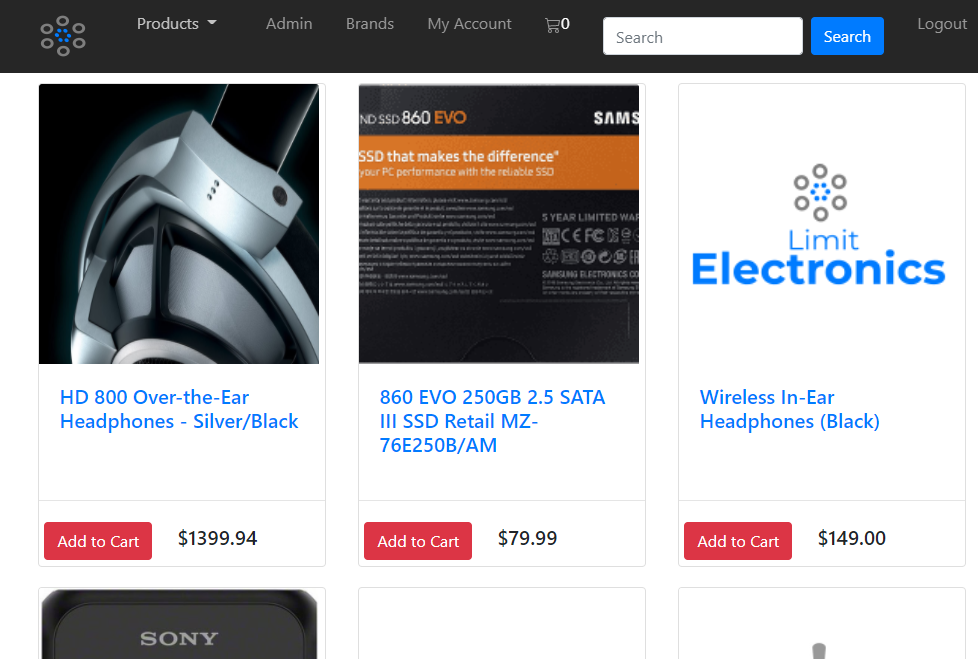 Products Admin Brands My Account 0 Search Search Logout
ND SSD 860 EVO SAMS
SSD that makes the difference"
your PC performance with the reliable SSD
5 YEAR LIMITED WAR
SAMSUNG ELECTRONICS CO
Limit
Electronics
HD 800 Over-the-Ear
Headphones - Silver/Black
860 EVO 250GB 2.5 SATA
III SSD Retail MZ-
76E250B/AM
Wireless In-Ear
Headphones (Black)
Add to Cart $1399.94
Add to Cart $79.99
Add to Cart $149.00
SONY